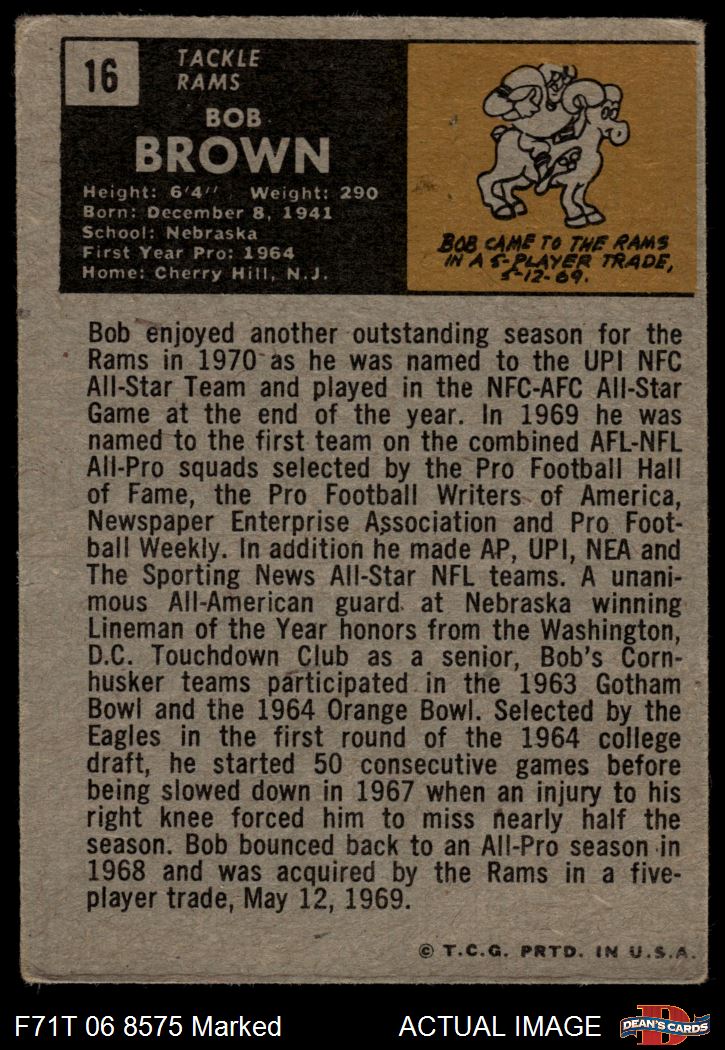 16
TACKLE
RAMS
BOB
BROWN
Height: 6'4" Weight: 290
Born: December 8, 1941
School: Nebraska
First Year Pro: 1964
Home: Cherry Hill, N.J.
BOB CAME TO THE RAMS
IN A 5-PLAYER TRADE,
5-12-69.
Bob enjoyed another outstanding season for the
Rams in 1970 as he was named to the UPI NFC
All-Star Team and played in the NFC-AFC All-Star
Game at the end of the year. In 1969 he was
named to the first team on the combined AFL-NFL
All-Pro squads selected by the Pro Football Hall
of Fame, the Pro Football Writers of America,
Newspaper Enterprise Association and Pro Foot-
ball Weekly. In addition he made AP, UPI, NEA and
The Sporting News All-Star NFL teams. A unani-
mous All-American guard at Nebraska winning
Lineman of the Year honors from the Washington,
D.C. Touchdown Club as a senior, Bob's Corn-
husker teams participated in the 1963 Gotham
Bowl and the 1964 Orange Bowl. Selected by the
Eagles in the first round of the 1964 college
draft, he started 50 consecutive games before
being slowed down in 1967 when an injury to his
right knee forced him to miss nearly half the
season. Bob bounced back to an All-Pro season in
1968 and was acquired by the Rams in a five-
player trade, May 12, 1969.
© T.C.G. PRTD. IN U.S.A.
F71T 06 8575 Marked
ACTUAL IMAGE
D
DEAN'S CARDS